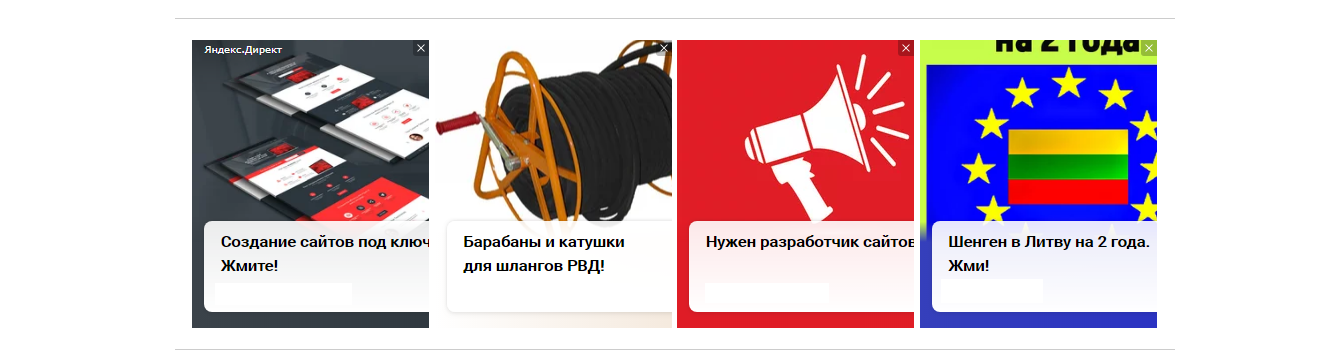 Яндекс.Директ
Создание сайтов под ключ
Жмите!
Барабаны и катушки
для шлангов РВД!
Нужен разработчик сайтов
на 2 года
Шенген в Литву на 2 года.
Жми!